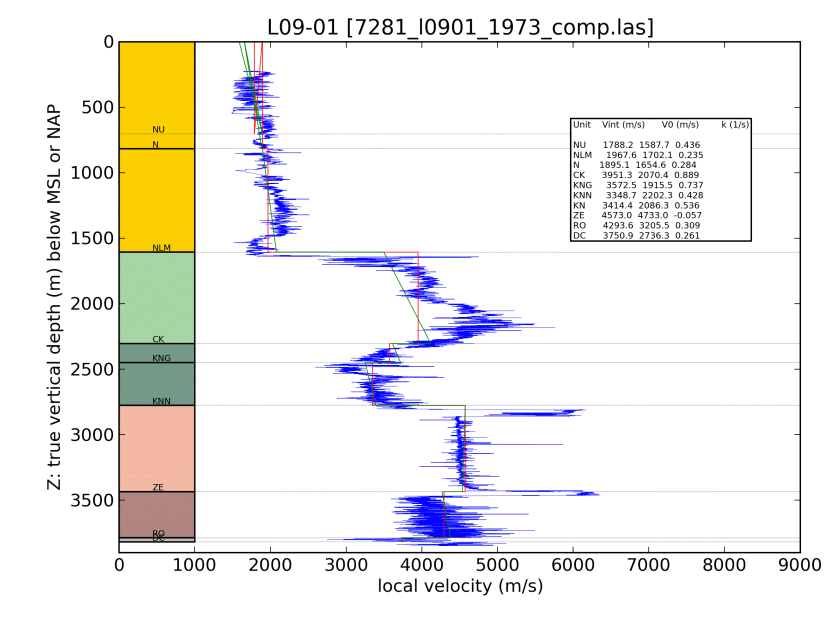 L09-01 [7281_l0901_1973_comp.las]
Z: true vertical depth (m) below MSL or NAP
0
500
1000
1500
2000
2500
3000
3500
NU
N
NLM
CK
KNG
KNN
ZE
RO
DC
Unit Vint (m/s) V0 (m/s) k (1/s)
NU 1788.2 1587.7 0.436
NLM 1967.6 1702.1 0.235
N 1895.1 1654.6 0.284
CK 3951.3 2070.4 0.889
KNG 3572.5 1915.5 0.737
KNN 3348.7 2202.3 0.428
KN 3414.4 2086.3 0.536
ZE 4573.0 4733.0 -0.057
RO 4293.6 3205.5 0.309
DC 3750.9 2736.3 0.261
0 1000 2000 3000 4000 5000 6000 7000 8000 9000
local velocity (m/s)